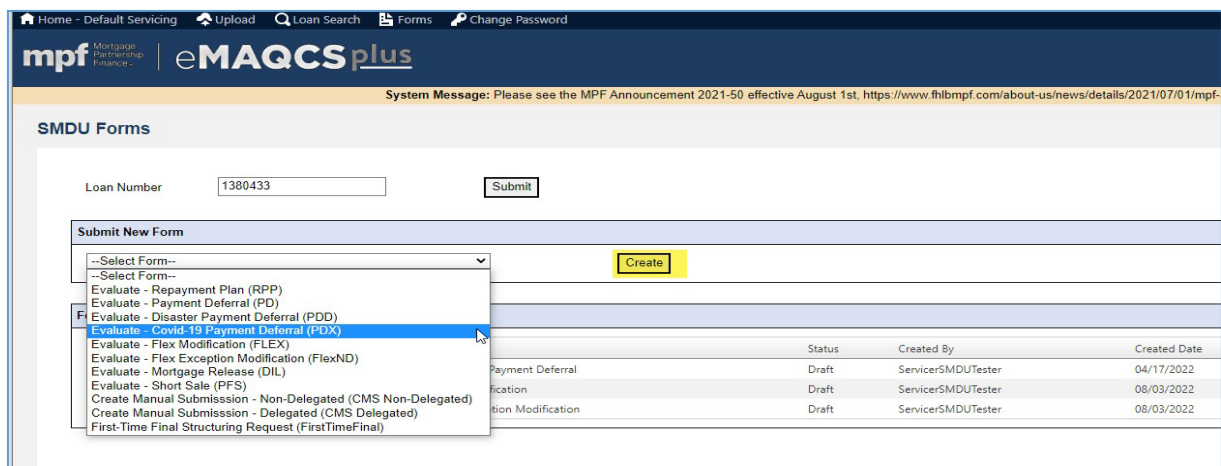 Home - Default Servicing Upload Loan Search Forms Change Password
mpf Mortgage Partnership Finance eMAQCS plus
System Message: Please see the MPF Announcement 2021-50 effective August 1st, https://www.fhlbmpf.com/about-us/news/details/2021/07/01/mpf-
SMDU Forms
Loan Number 1380433 Submit
Submit New Form
--Select Form-- Create
--Select Form--
Evaluate - Repayment Plan (RPP)
Evaluate - Payment Deferral (PD)
Evaluate - Disaster Payment Deferral (PDD)
Evaluate - Covid-19 Payment Deferral (PDX)
Evaluate - Flex Modification (FLEX)
Evaluate - Flex Exception Modification (FlexND)
Evaluate - Mortgage Release (DIL)
Evaluate - Short Sale (PFS)
Create Manual Submisssion - Non-Delegated (CMS Non-Delegated)
Create Manual Submisssion - Delegated (CMS Delegated)
First-Time Final Structuring Request (FirstTimeFinal)
Status Created By Created Date
Payment Deferral Draft ServicerSMDUTester 04/17/2022
fication Draft ServicerSMDUTester 08/03/2022
tion Modification Draft ServicerSMDUTester 08/03/2022